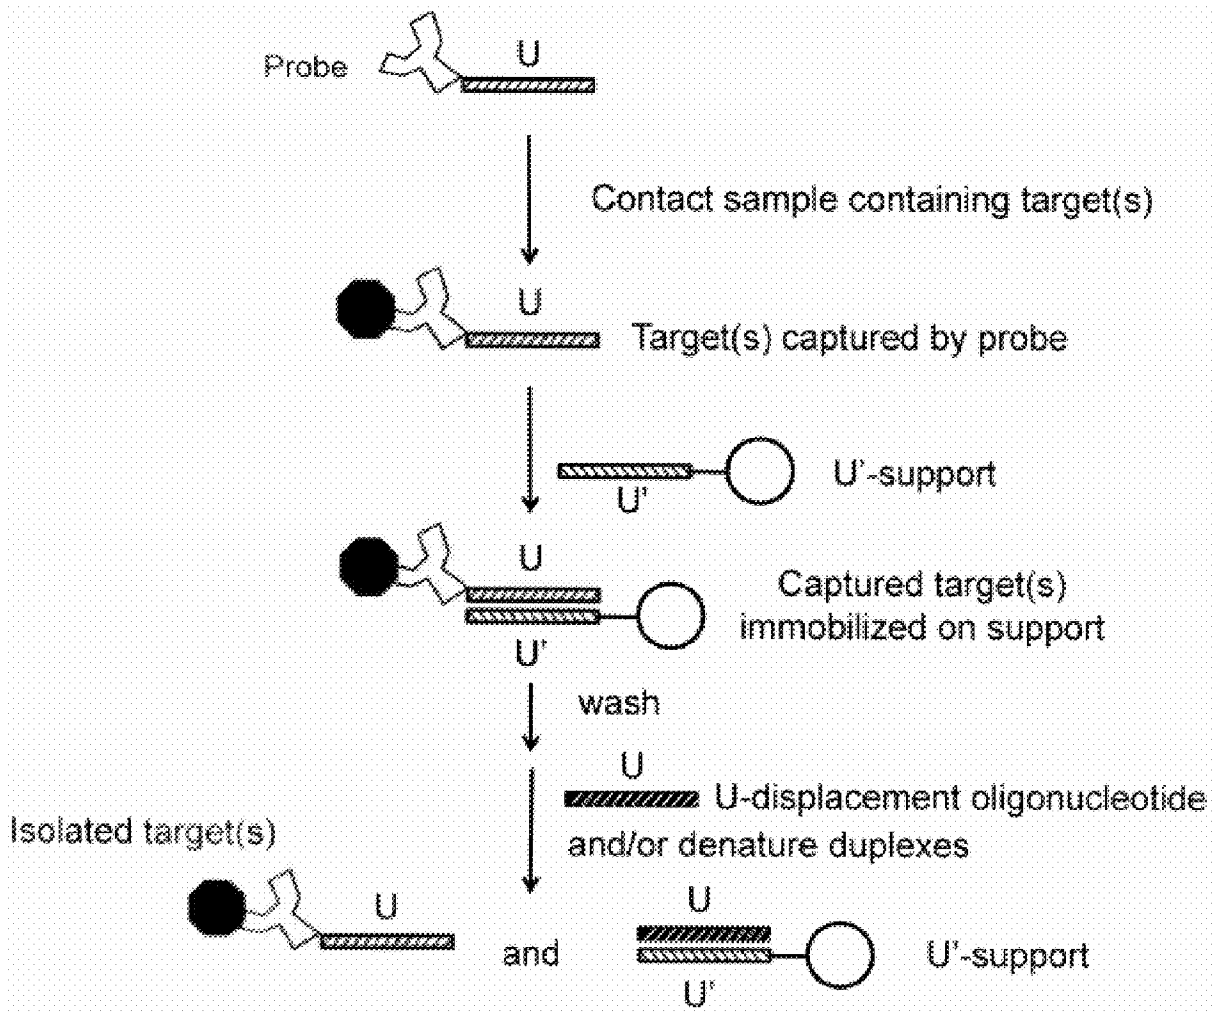 U
Probe
Contact sample containing target(s)
U
Target(s) captured by probe
U'-support
U'
U
Captured target(s)
immobilized on support
U'
wash
U
U-displacement oligonucleotide
Isolated target(s)
and/or denature duplexes
U
U
and
U'-support
U'